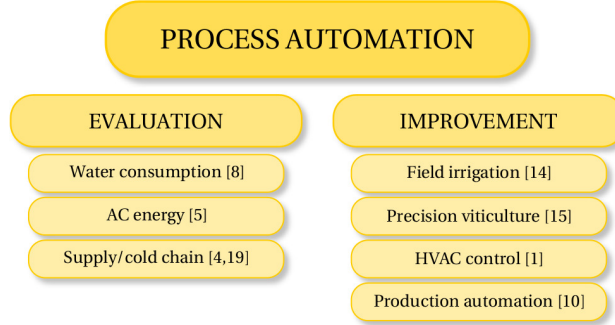 PROCESS AUTOMATION
EVALUATION
Water consumption [8]
AC energy [5]
Supply/cold chain [4,19]
IMPROVEMENT
Field irrigation [14]
Precision viticulture [15]
HVAC control [1]
Production automation [10]